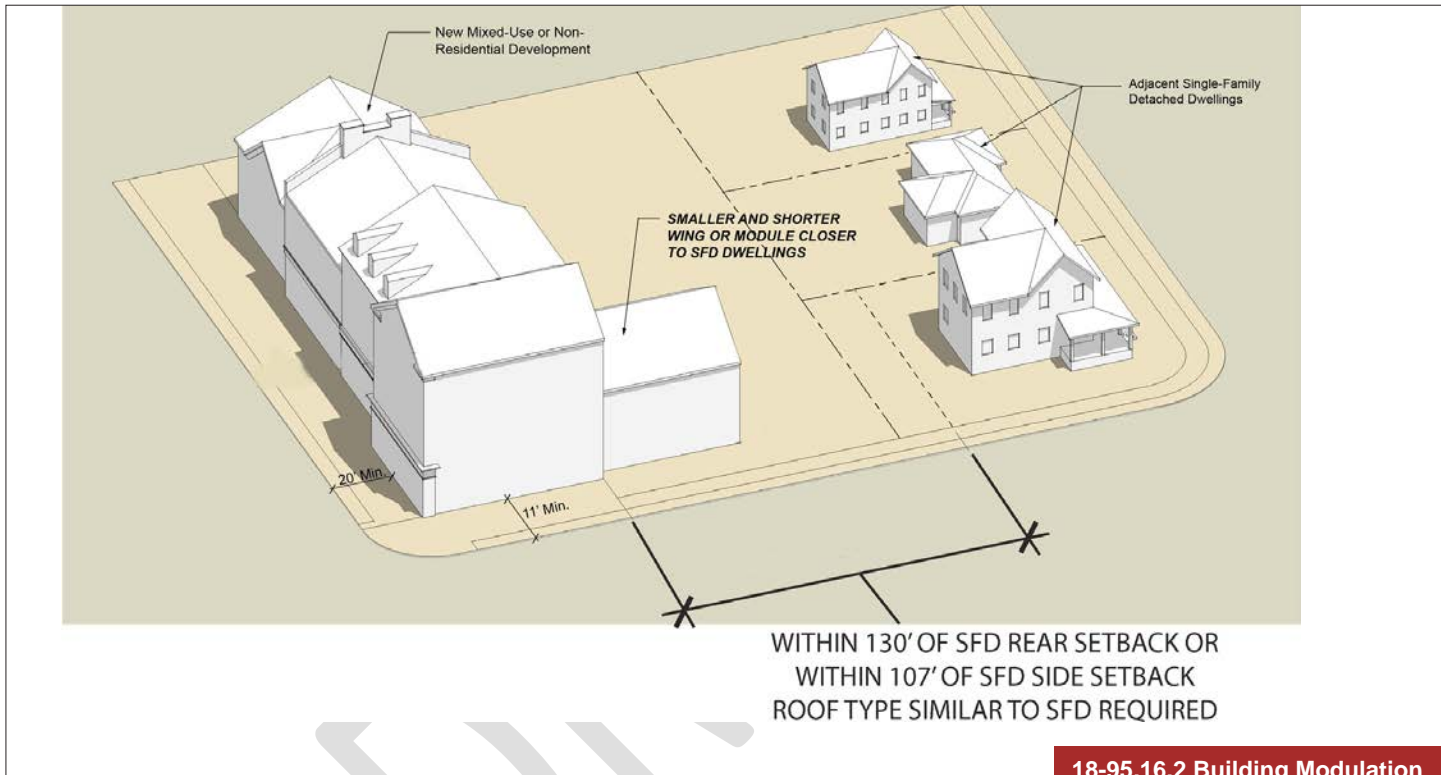 New Mixed-Use or Non-
Residential Development
Adjacent Single-Family
Detached Dwellings
SMALLER AND SHORTER
WING OR MODULE CLOSER
TO SFD DWELLINGS
20' Min.
11' Min.
WITHIN 130' OF SFD REAR SETBACK OR
WITHIN 107' OF SFD SIDE SETBACK
ROOF TYPE SIMILAR TO SFD REQUIRED
18-95.16.2 Building Modulation